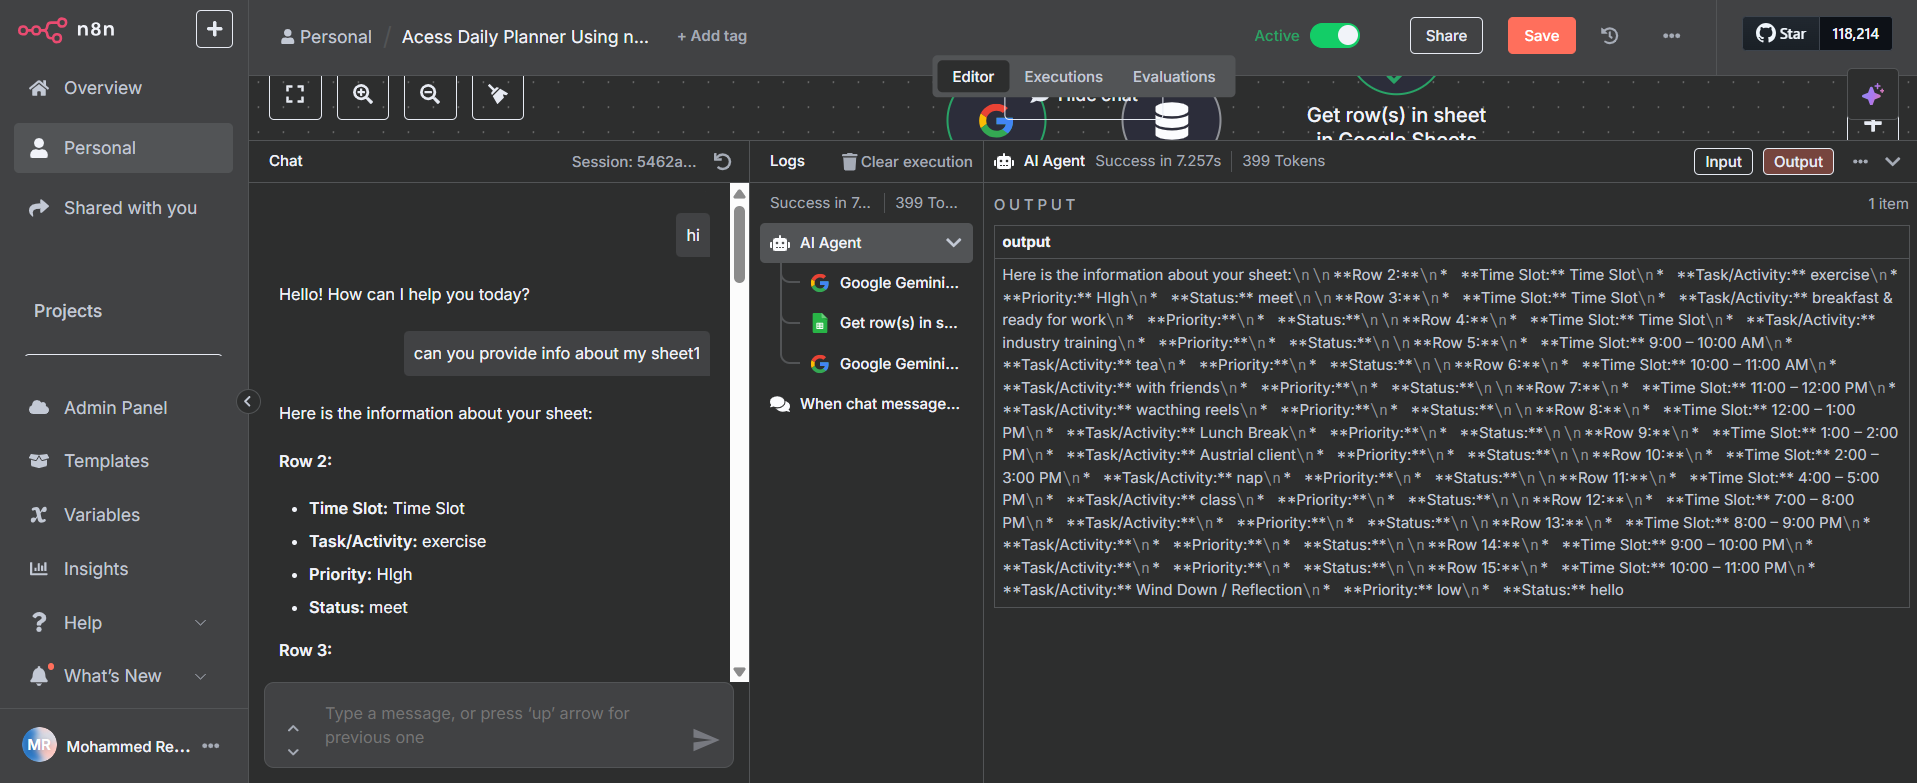 n8n
Personal / Acess Daily Planner Using n... + Add tag
Active Share Save Star 118,214
Editor Executions Evaluations
Overview
Personal
Shared with you
Projects
Admin Panel
Templates
Variables
Insights
Help
What's New
MR Mohammed Re...
Hide chat
Get row(s) in sheet
in Google Sheets
Chat Session: 5462a...
hi
Hello! How can I help you today?
can you provide info about my sheet1
Here is the information about your sheet:
Row 2:
• Time Slot: Time Slot
• Task/Activity: exercise
• Priority: HIgh
• Status: meet
Row 3:
Type a message, or press 'up' arrow for
previous one
Logs Clear execution
Success in 7... 399 To...
AI Agent
Google Gemini...
Get row(s) in s...
Google Gemini...
When chat message...
AI Agent Success in 7.257s 399 Tokens Input Output
OUTPUT 1 item
output
Here is the information about your sheet:\n\n**Row 2:**\n* **Time Slot:** Time Slot\n* **Task/Activity:** exercise\n*
**Priority:** HIgh\n* **Status:** meet\n\n**Row 3:**\n* **Time Slot:** Time Slot\n* **Task/Activity:** breakfast &
ready for work\n* **Priority:**\n* **Status:**\n\n**Row 4:**\n* **Time Slot:** Time Slot\n* **Task/Activity:**
industry training\n* **Priority:**\n* **Status:**\n\n**Row 5:**\n* **Time Slot:** 9:00 – 10:00 AM\n*
**Task/Activity:** tea\n* **Priority:**\n* **Status:**\n\n**Row 6:**\n* **Time Slot:** 10:00 – 11:00 AM\n*
**Task/Activity:** with friends\n* **Priority:**\n* **Status:**\n\n**Row 7:**\n* **Time Slot:** 11:00 – 12:00 PM\n*
**Task/Activity:** wacthing reels\n* **Priority:**\n* **Status:**\n\n**Row 8:**\n* **Time Slot:** 12:00 – 1:00
PM\n* **Task/Activity:** Lunch Break\n* **Priority:**\n* **Status:**\n\n**Row 9:**\n* **Time Slot:** 1:00 – 2:00
PM\n* **Task/Activity:** Austrial client\n* **Priority:**\n* **Status:**\n\n**Row 10:**\n* **Time Slot:** 2:00 –
3:00 PM\n* **Task/Activity:** nap\n* **Priority:**\n* **Status:**\n\n**Row 11:**\n* **Time Slot:** 4:00 – 5:00
PM\n* **Task/Activity:** class\n* **Priority:**\n* **Status:**\n\n**Row 12:**\n* **Time Slot:** 7:00 – 8:00
PM\n* **Task/Activity:**\n* **Priority:**\n* **Status:**\n\n**Row 13:**\n* **Time Slot:** 8:00 – 9:00 PM\n*
**Task/Activity:**\n* **Priority:**\n* **Status:**\n\n**Row 14:**\n* **Time Slot:** 9:00 – 10:00 PM\n*
**Task/Activity:**\n* **Priority:**\n* **Status:**\n\n**Row 15:**\n* **Time Slot:** 10:00 – 11:00 PM\n*
**Task/Activity:** Wind Down / Reflection\n* **Priority:** low\n* **Status:** hello